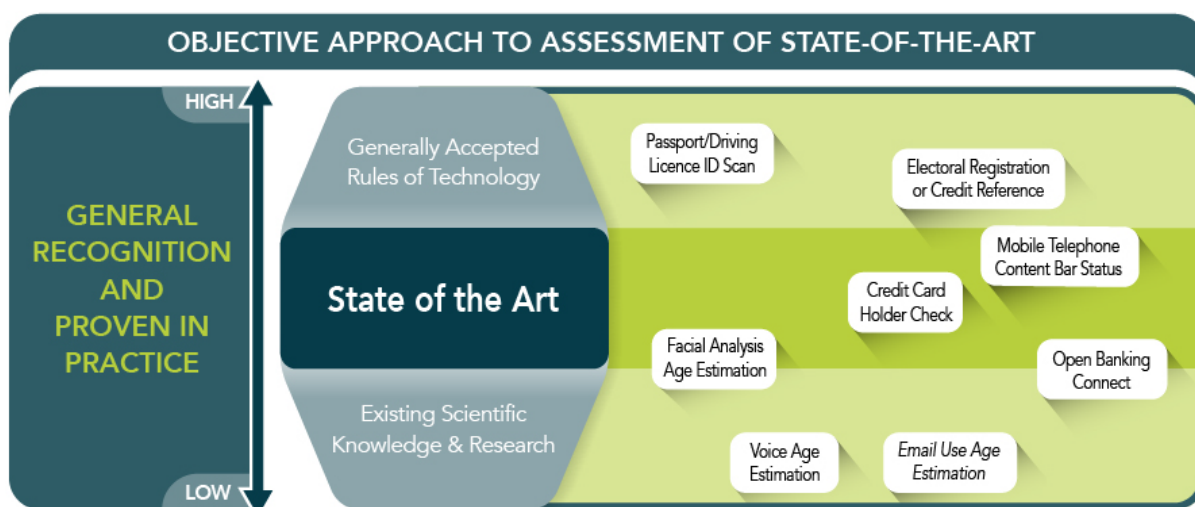 OBJECTIVE APPROACH TO ASSESSMENT OF STATE-OF-THE-ART
HIGH
GENERAL
RECOGNITION
AND
PROVEN IN
PRACTICE
LOW
Generally Accepted
Rules of Technology
State of the Art
Existing Scientific
Knowledge & Research
Passport/Driving
Licence ID Scan
Electoral Registration
or Credit Reference
Mobile Telephone
Content Bar Status
Credit Card
Holder Check
Facial Analysis
Age Estimation
Open Banking
Connect
Voice Age
Estimation
Email Use Age
Estimation